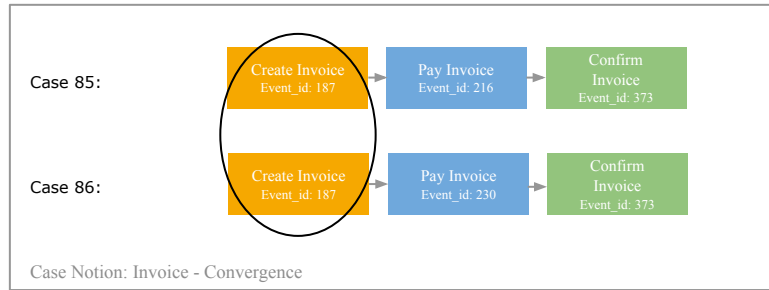 Case 85:
Create Invoice
Event_id: 187
Pay Invoice
Event_id: 216
Confirm
Invoice
Event_id: 373
Case 86:
Create Invoice
Event_id: 187
Pay Invoice
Event_id: 230
Confirm
Invoice
Event_id: 373
Case Notion: Invoice - Convergence